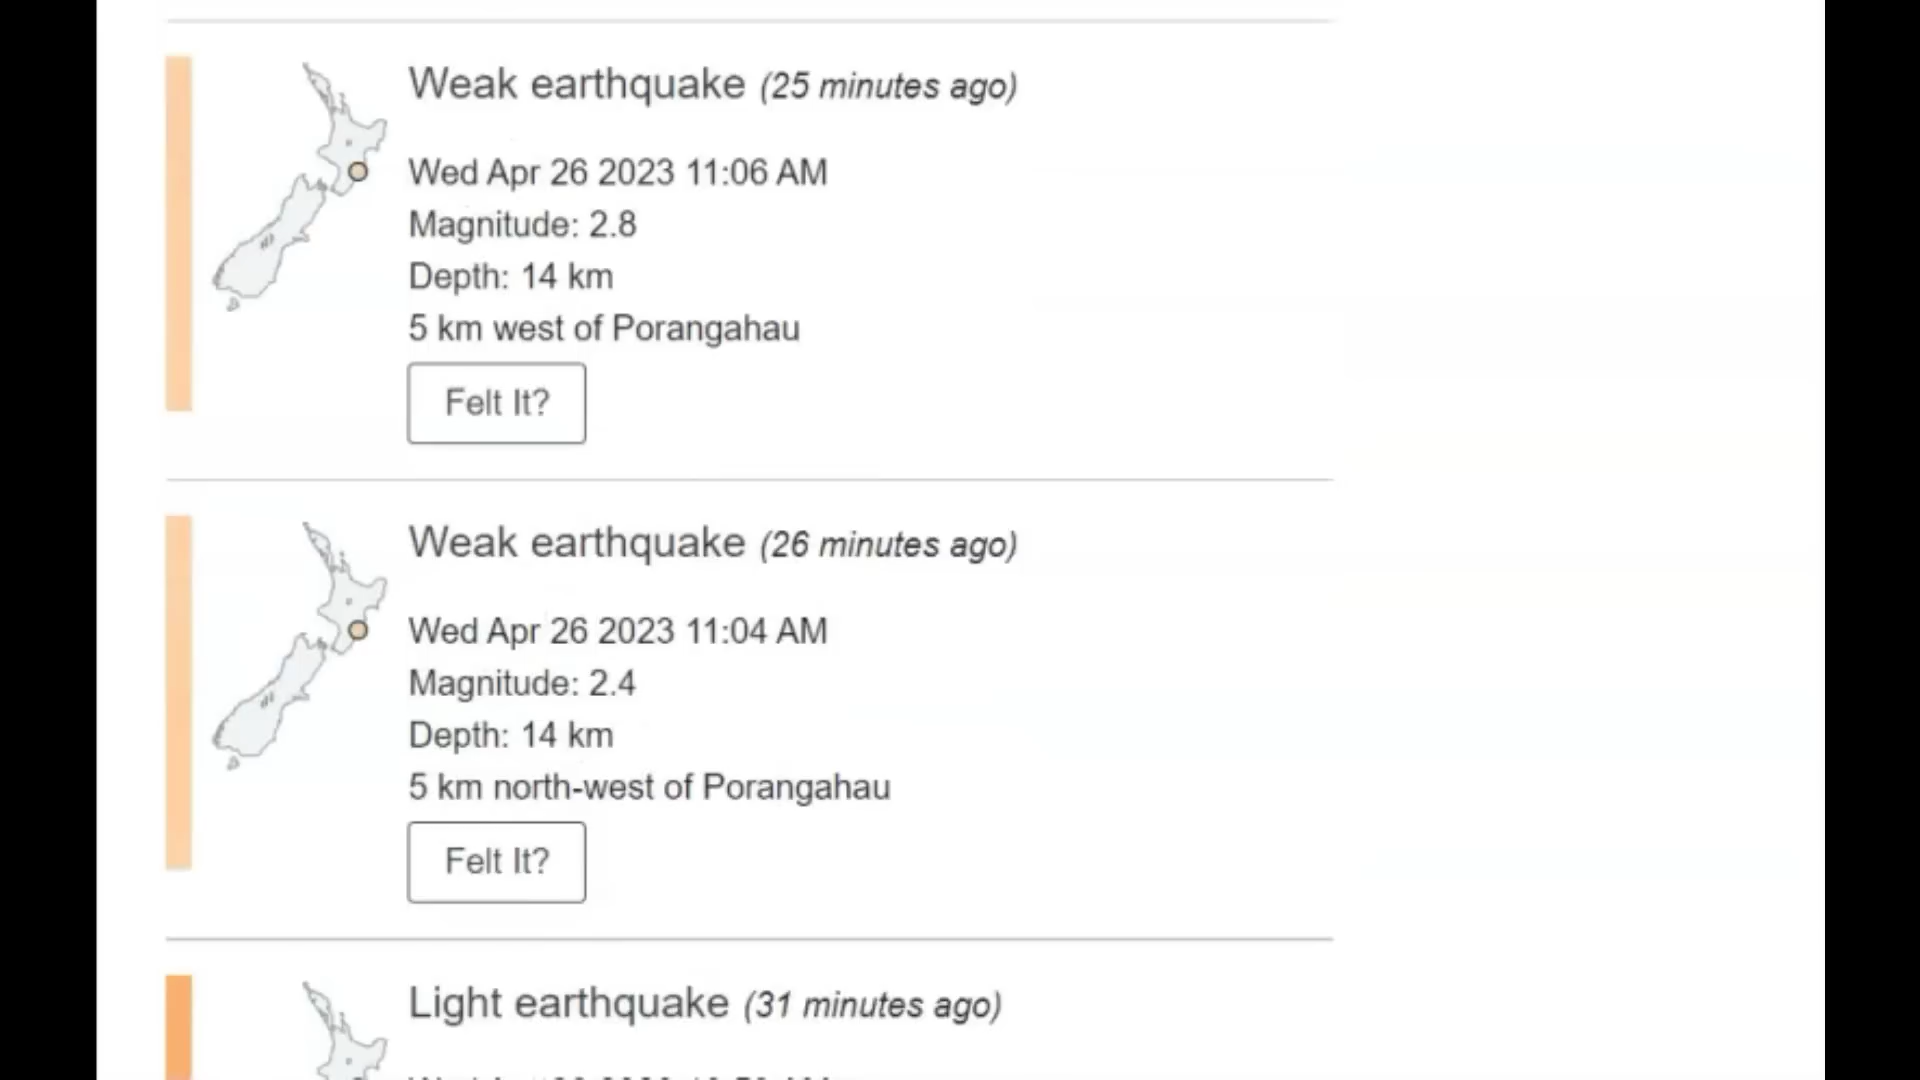 Weak earthquake (25 minutes ago)
Wed Apr 26 2023 11:06 AM
Magnitude: 2.8
Depth: 14 km
5 km west of Porangahau
Felt It?
Weak earthquake (26 minutes ago)
Wed Apr 26 2023 11:04 AM
Magnitude: 2.4
Depth: 14 km
5 km north-west of Porangahau
Felt It?
Light earthquake (31 minutes ago)